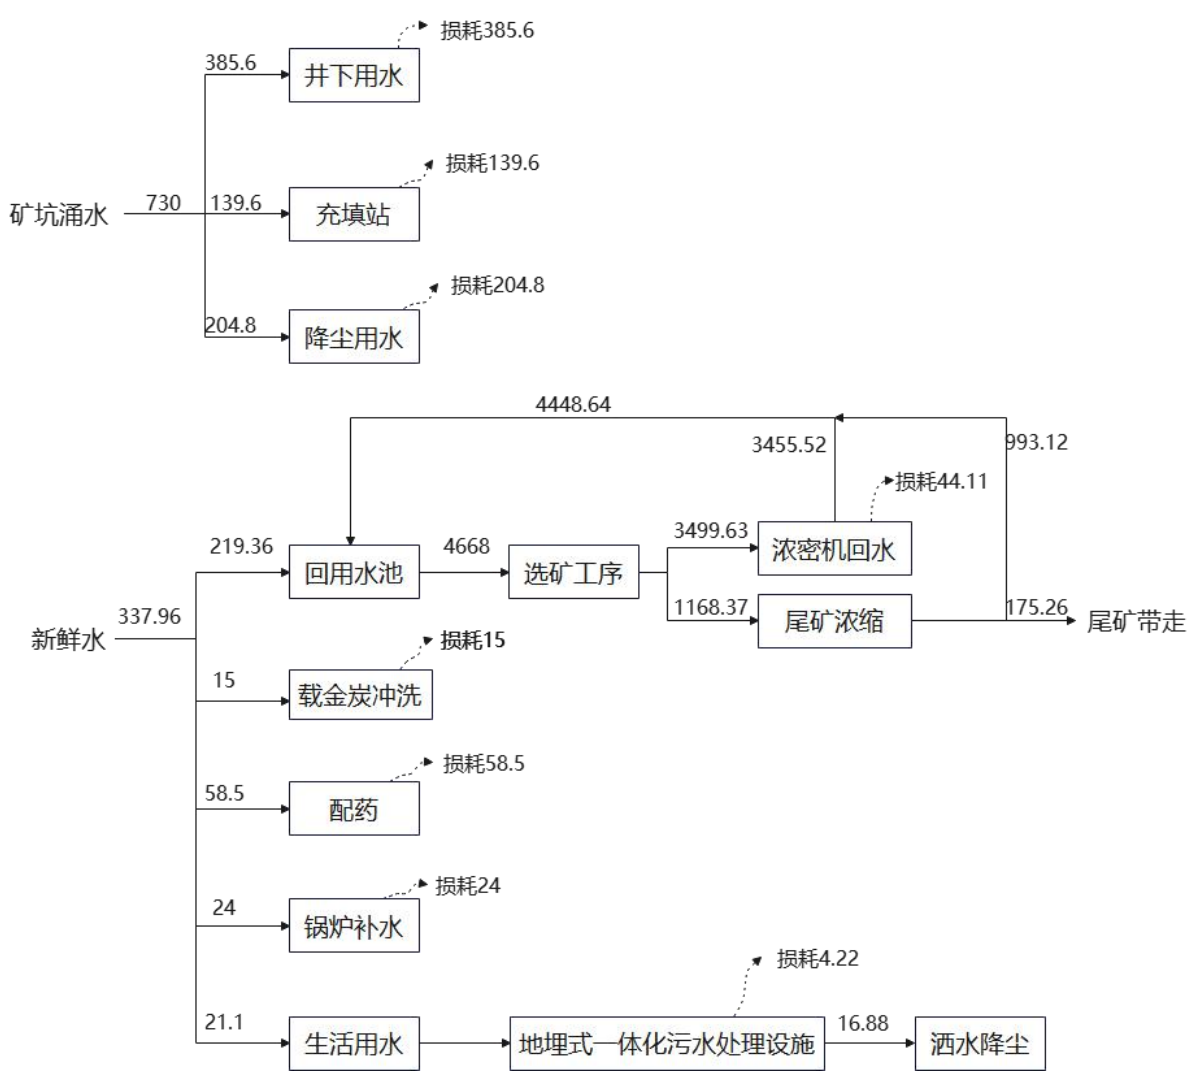 损耗385.6
385.6
井下用水
损耗139.6
矿坑涌水
730
139.6
充填站
损耗204.8
204.8
降尘用水
4448.64
3455.52
993.12
损耗44.11
219.36
回用水池
4668
选矿工序
3499.63
浓密机回水
1168.37
尾矿浓缩
175.26
尾矿带走
337.96
新鲜水
损耗15
15
载金炭冲洗
损耗58.5
58.5
配药
损耗24
24
锅炉补水
损耗4.22
21.1
生活用水
地埋式一体化污水处理设施
16.88
洒水降尘